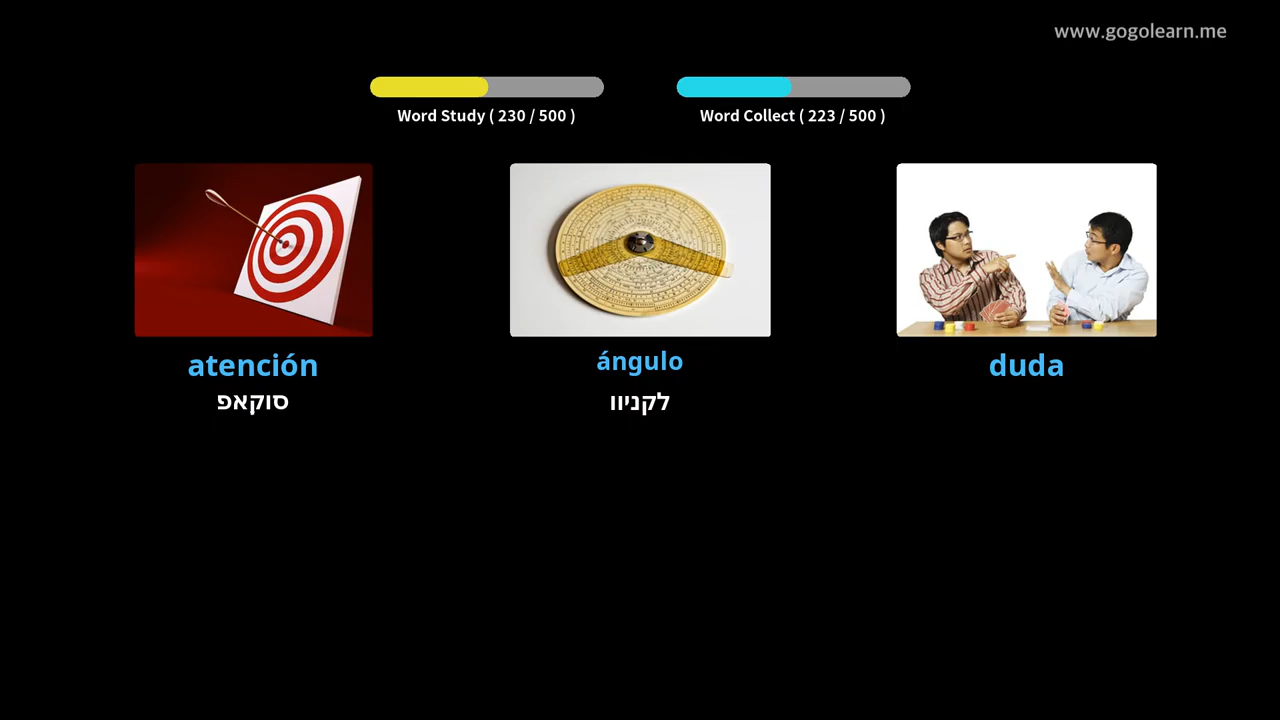 www.gogolearn.me
Word Study ( 230 / 500 )
Word Collect ( 223 / 500 )
atención
סוקאפ
ángulo
לקניוו
duda